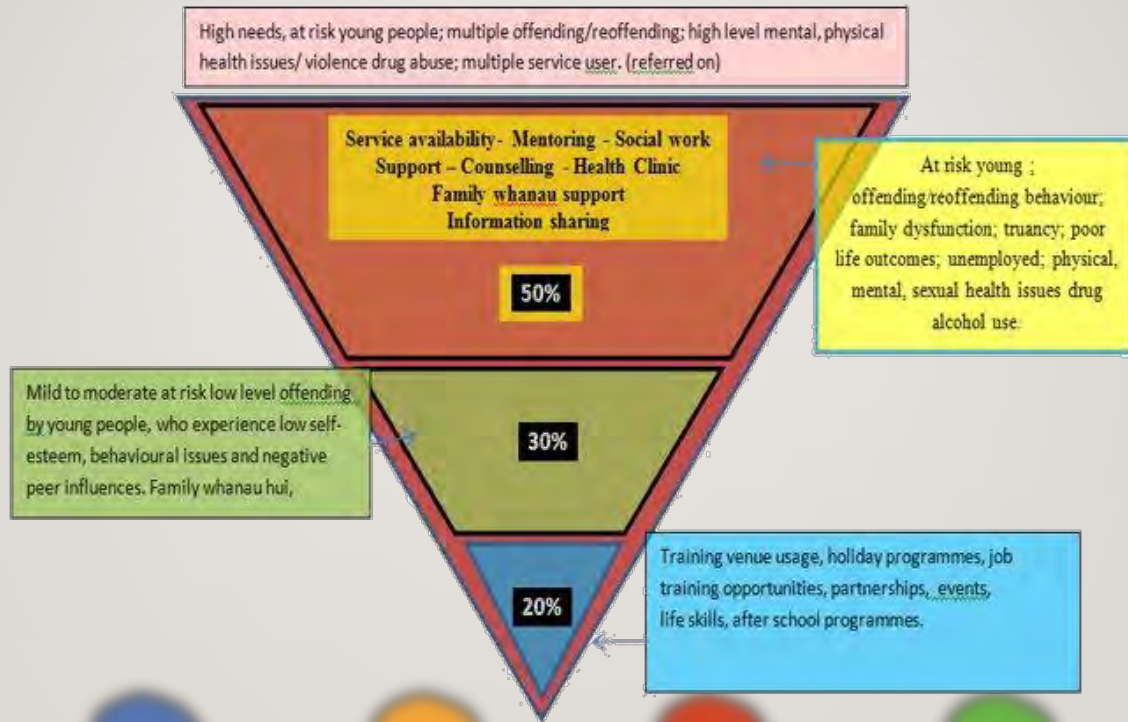 High needs, at risk young people; multiple offending/reoffending; high level mental, physical
health issues/ violence drug abuse; multiple service user. (referred on)
Service availability- Mentoring - Social work
Support – Counselling - Health Clinic
Family whanau support
Information sharing
50%
At risk young ;
offending/reoffending behaviour;
family dysfunction; truancy; poor
life outcomes; unemployed; physical,
mental, sexual health issues drug
alcohol use.
Mild to moderate at risk low level offending
by young people, who experience low self-
esteem, behavioural issues and negative
peer influences. Family whanau hui,
30%
Training venue usage, holiday programmes, job
training opportunities, partnerships, events,
life skills, after school programmes.
20%